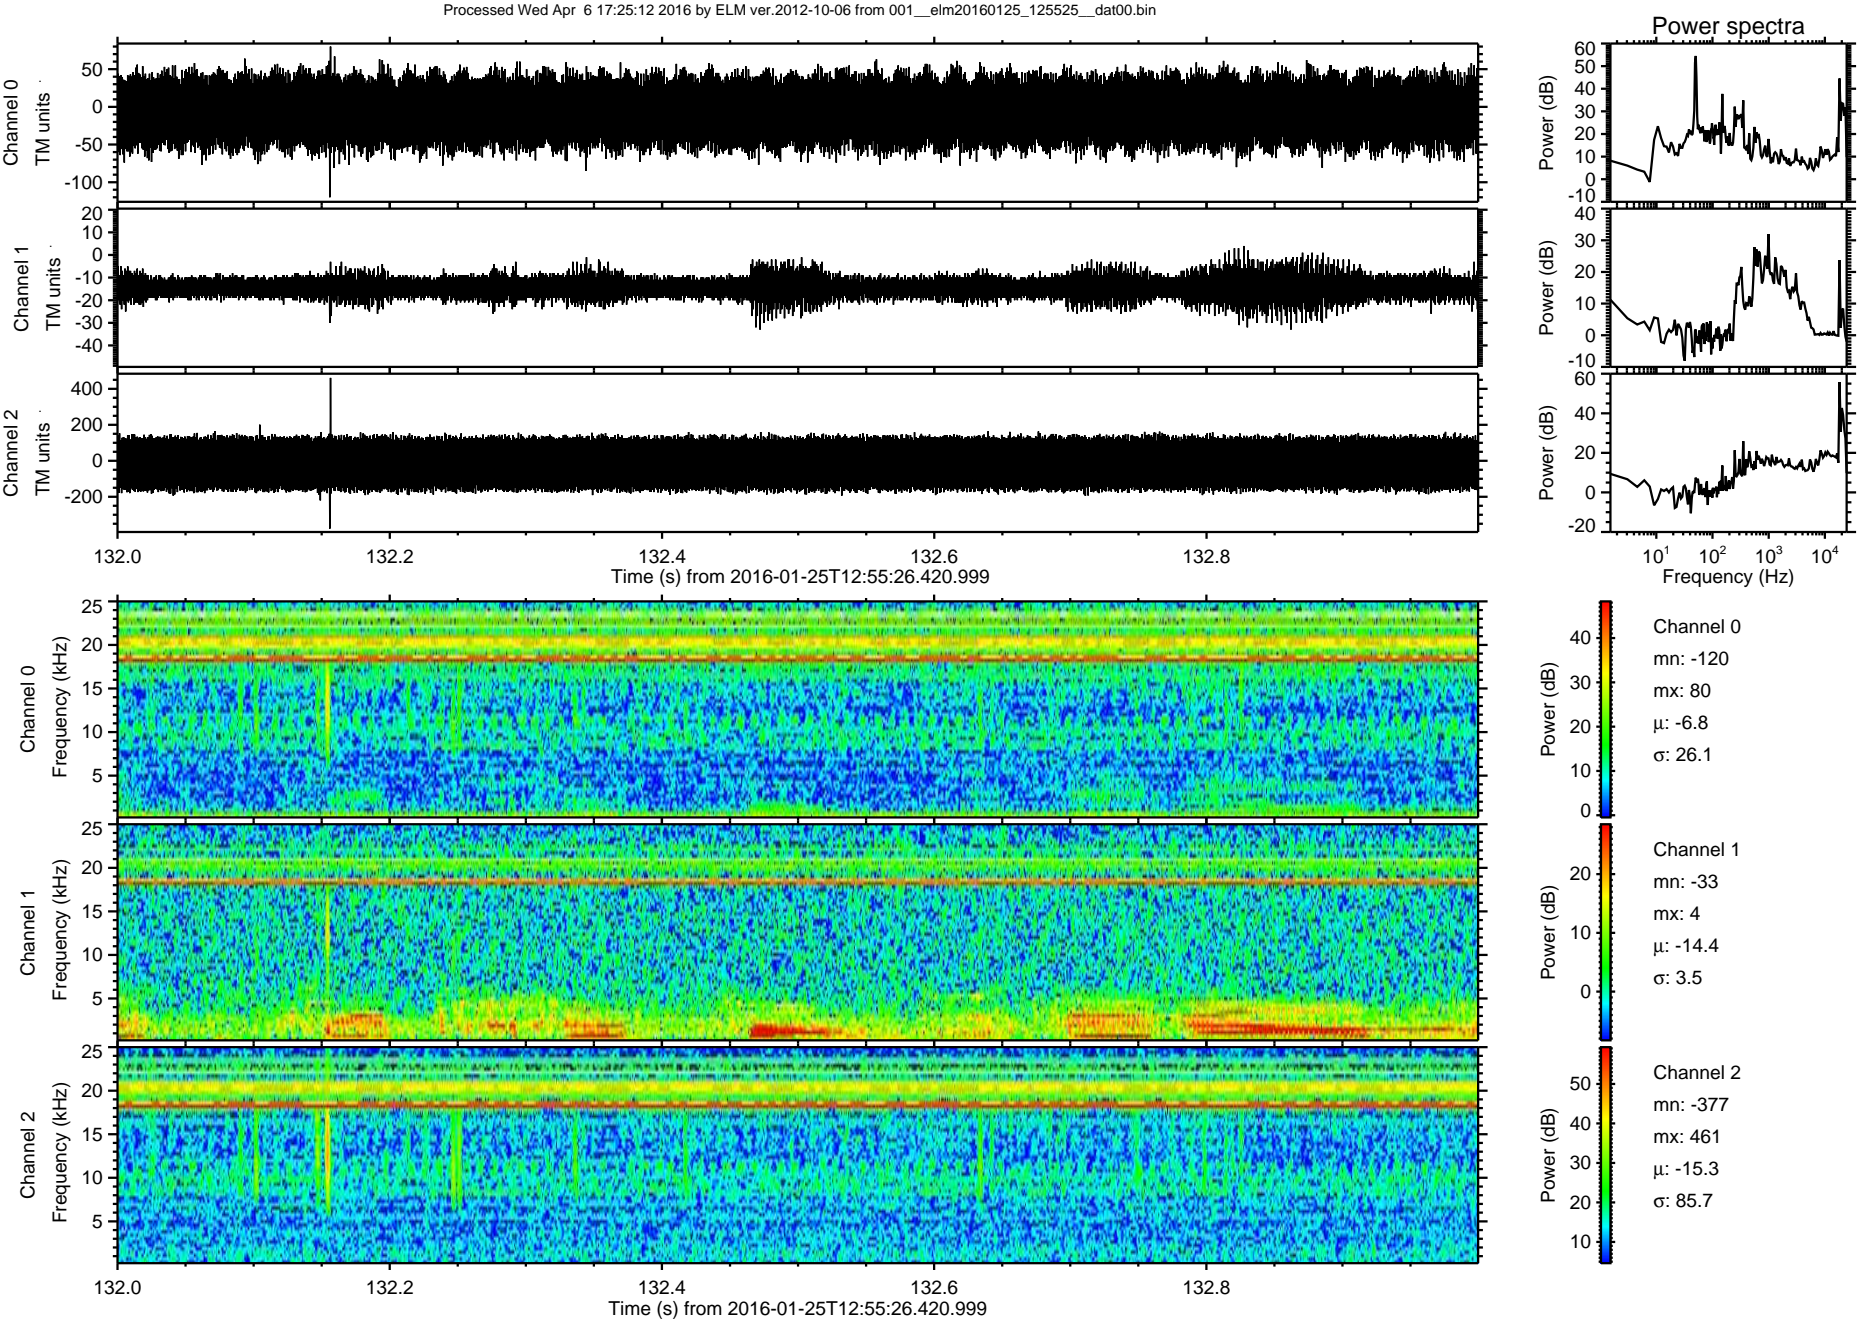 Processed Wed Apr  6 17:25:12 2016 by ELM ver.2012-10-06 from 001__elm20160125_125525__dat00.bin
Power spectra
Channel 0
TM units
50
0
-50
-100
Power (dB)
60
50
40
30
20
10
0
-10
Channel 1
TM units
20
10
0
-10
-20
-30
-40
Power (dB)
40
30
20
10
0
-10
Channel 2
TM units
400
200
0
-200
Power (dB)
60
40
20
0
-20
132.0 132.2 132.4 132.6 132.8
Time (s) from 2016-01-25T12:55:26.420.999
10^1 10^2 10^3 10^4
Frequency (Hz)
Channel 0
Frequency (kHz)
25
20
15
10
5
Power (dB)
40
30
20
10
0
Channel 0
mn: -120
mx: 80
μ: -6.8
σ: 26.1
Channel 1
Frequency (kHz)
25
20
15
10
5
Power (dB)
20
10
0
Channel 1
mn: -33
mx: 4
μ: -14.4
σ: 3.5
Channel 2
Frequency (kHz)
25
20
15
10
5
Power (dB)
50
40
30
20
10
Channel 2
mn: -377
mx: 461
μ: -15.3
σ: 85.7
132.0 132.2 132.4 132.6 132.8
Time (s) from 2016-01-25T12:55:26.420.999